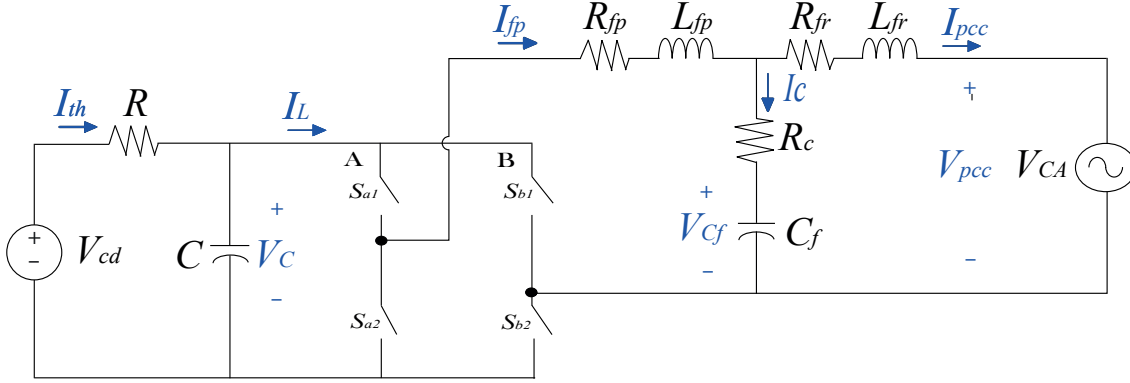 Ifp Rfp Lfp Rfr Lfr Ipcc
Ith R IL Ic
A B Rc
Sa1 Sb1
+ + +
Vcd C VC VCf Cf Vpcc VCA
+ − − − −
Sa2 Sb2